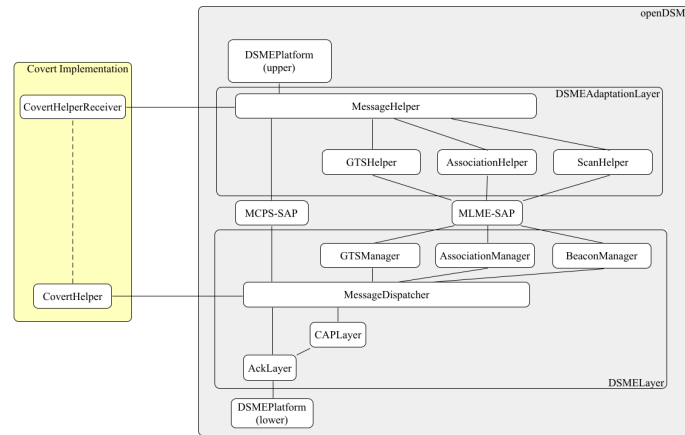 openDSM
DSMEPlatform
(upper)
Covert Implementation
DSMEAdaptationLayer
CovertHelperReceiver
MessageHelper
GTSHelper
AssociationHelper
ScanHelper
MCPS-SAP
MLME-SAP
GTSManager
AssociationManager
BeaconManager
CovertHelper
MessageDispatcher
CAPLayer
AckLayer
DSMELayer
DSMEPlatform
(lower)